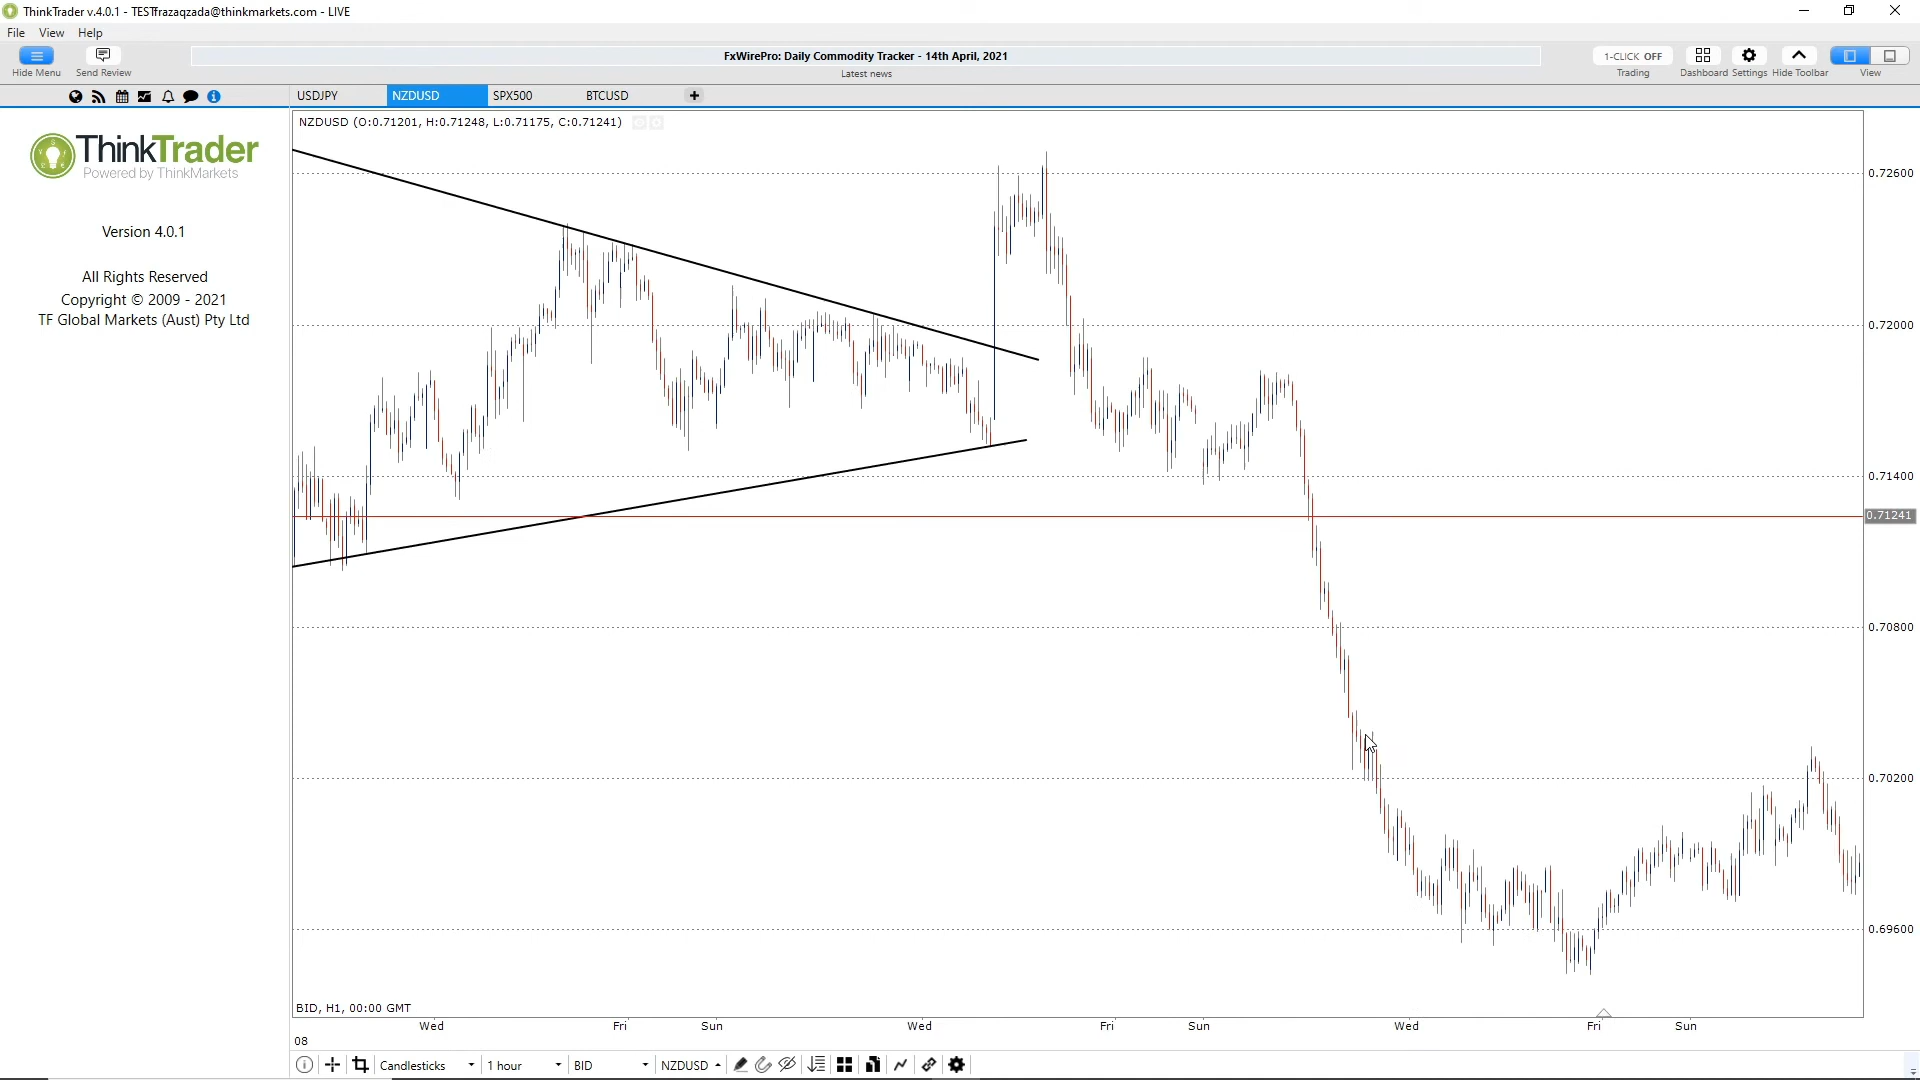 ThinkTrader v.4.0.1 - TESTfrazaqzada@thinkmarkets.com - LIVE
File View Help
Hide Menu
Send Review
FxWirePro: Daily Commodity Tracker - 14th April, 2021
Latest news
1-CLICK OFF
Trading
Dashboard
Settings
Hide Toolbar
View
USDJPY NZDUSD SPX500 BTCUSD
ThinkTrader
Powered by ThinkMarkets
Version 4.0.1
All Rights Reserved
Copyright © 2009 - 2021
TF Global Markets (Aust) Pty Ltd
NZDUSD (O:0.71201, H:0.71248, L:0.71175, C:0.71241)
0.72600
0.72000
0.71400
0.71241
0.70800
0.70200
0.69600
BID, H1, 00:00 GMT
Wed Fri Sun Wed Fri Sun Wed Fri Sun
08
Candlesticks 1 hour BID NZDUSD